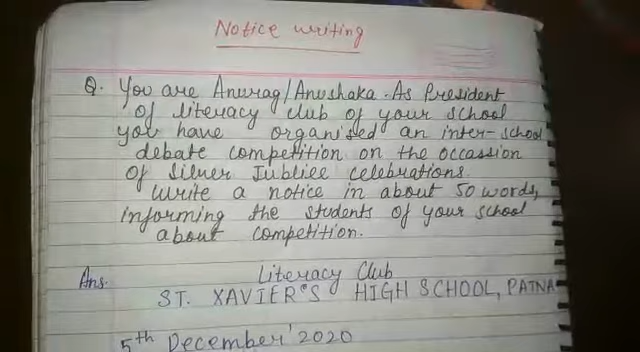 Notice writing
Q. You are Anurag/Anushaka. As President
of literacy club of your school
you have organised an inter-school
debate competition on the occassion
of Silver Jubliee celebrations.
Write a notice in about 50 words,
informing the students of your school
about competition.
Ans. Literacy Club
ST. XAVIER'S HIGH SCHOOL, PATNA
5th December' 2020